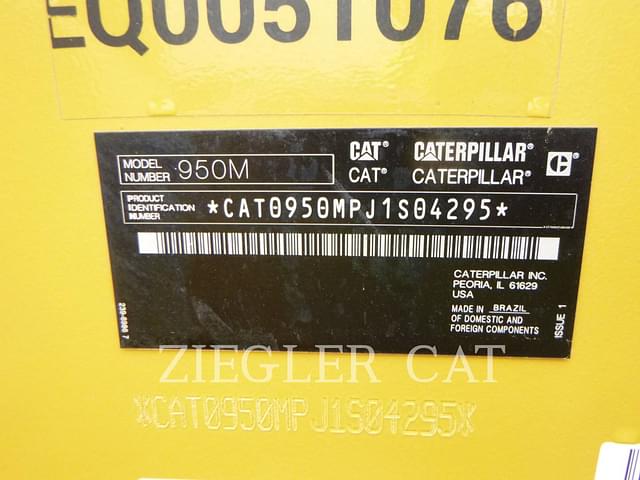 EQ0051076
MODEL NUMBER 950M
CAT® CATERPILLAR®
CAT® CATERPILLAR®
PRODUCT IDENTIFICATION NUMBER *CAT0950MPJ1S04295*
CATERPILLAR INC.
PEORIA, IL 61629
USA
MADE IN BRAZIL
OF DOMESTIC AND
FOREIGN COMPONENTS
ISSUE 1
ZIEGLER CAT
*CAT0950MPJ1S04295*